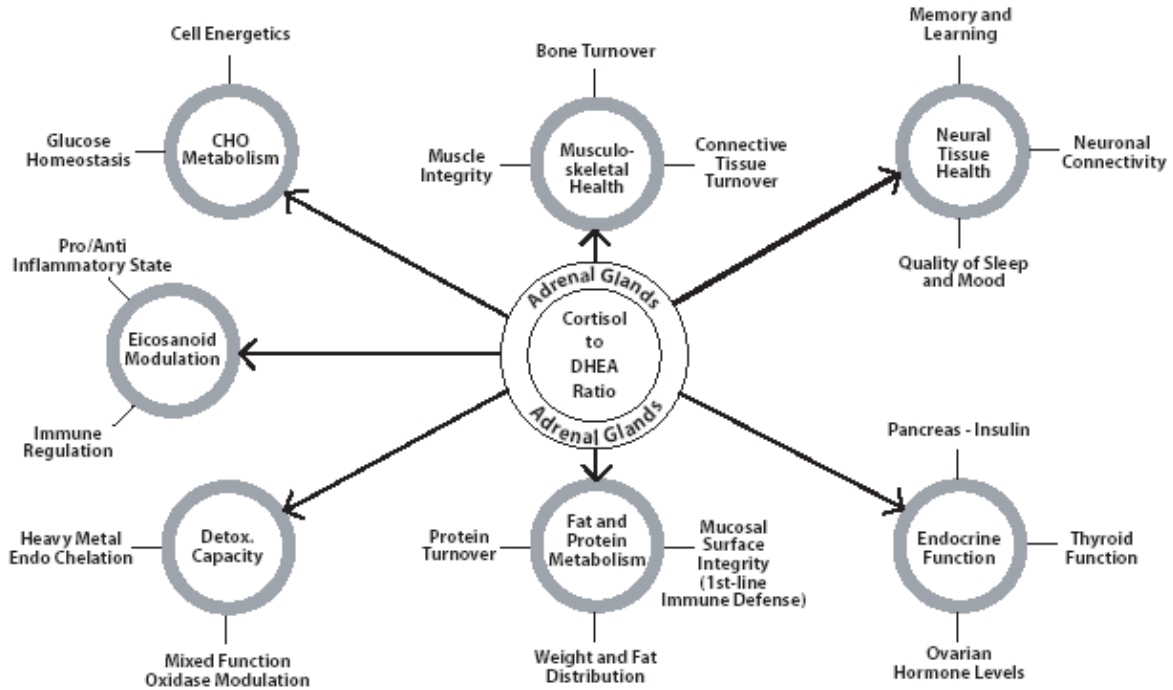 Cell Energetics
Glucose
Homeostasis
CHO
Metabolism
Bone Turnover
Muscle
Integrity
Musculo-
skeletal
Health
Connective
Tissue
Turnover
Memory and
Learning
Neural
Tissue
Health
Neuronal
Connectivity
Quality of Sleep
and Mood
Pro/Anti
Inflammatory State
Eicosanoid
Modulation
Immune
Regulation
Adrenal Glands
Cortisol
to
DHEA
Ratio
Adrenal Glands
Heavy Metal
Endo Chelation
Detox.
Capacity
Mixed Function
Oxidase Modulation
Protein
Turnover
Fat and
Protein
Metabolism
Mucosal
Surface
Integrity
(1st-line
Immune Defense)
Weight and Fat
Distribution
Pancreas - Insulin
Endocrine
Function
Thyroid
Function
Ovarian
Hormone Levels